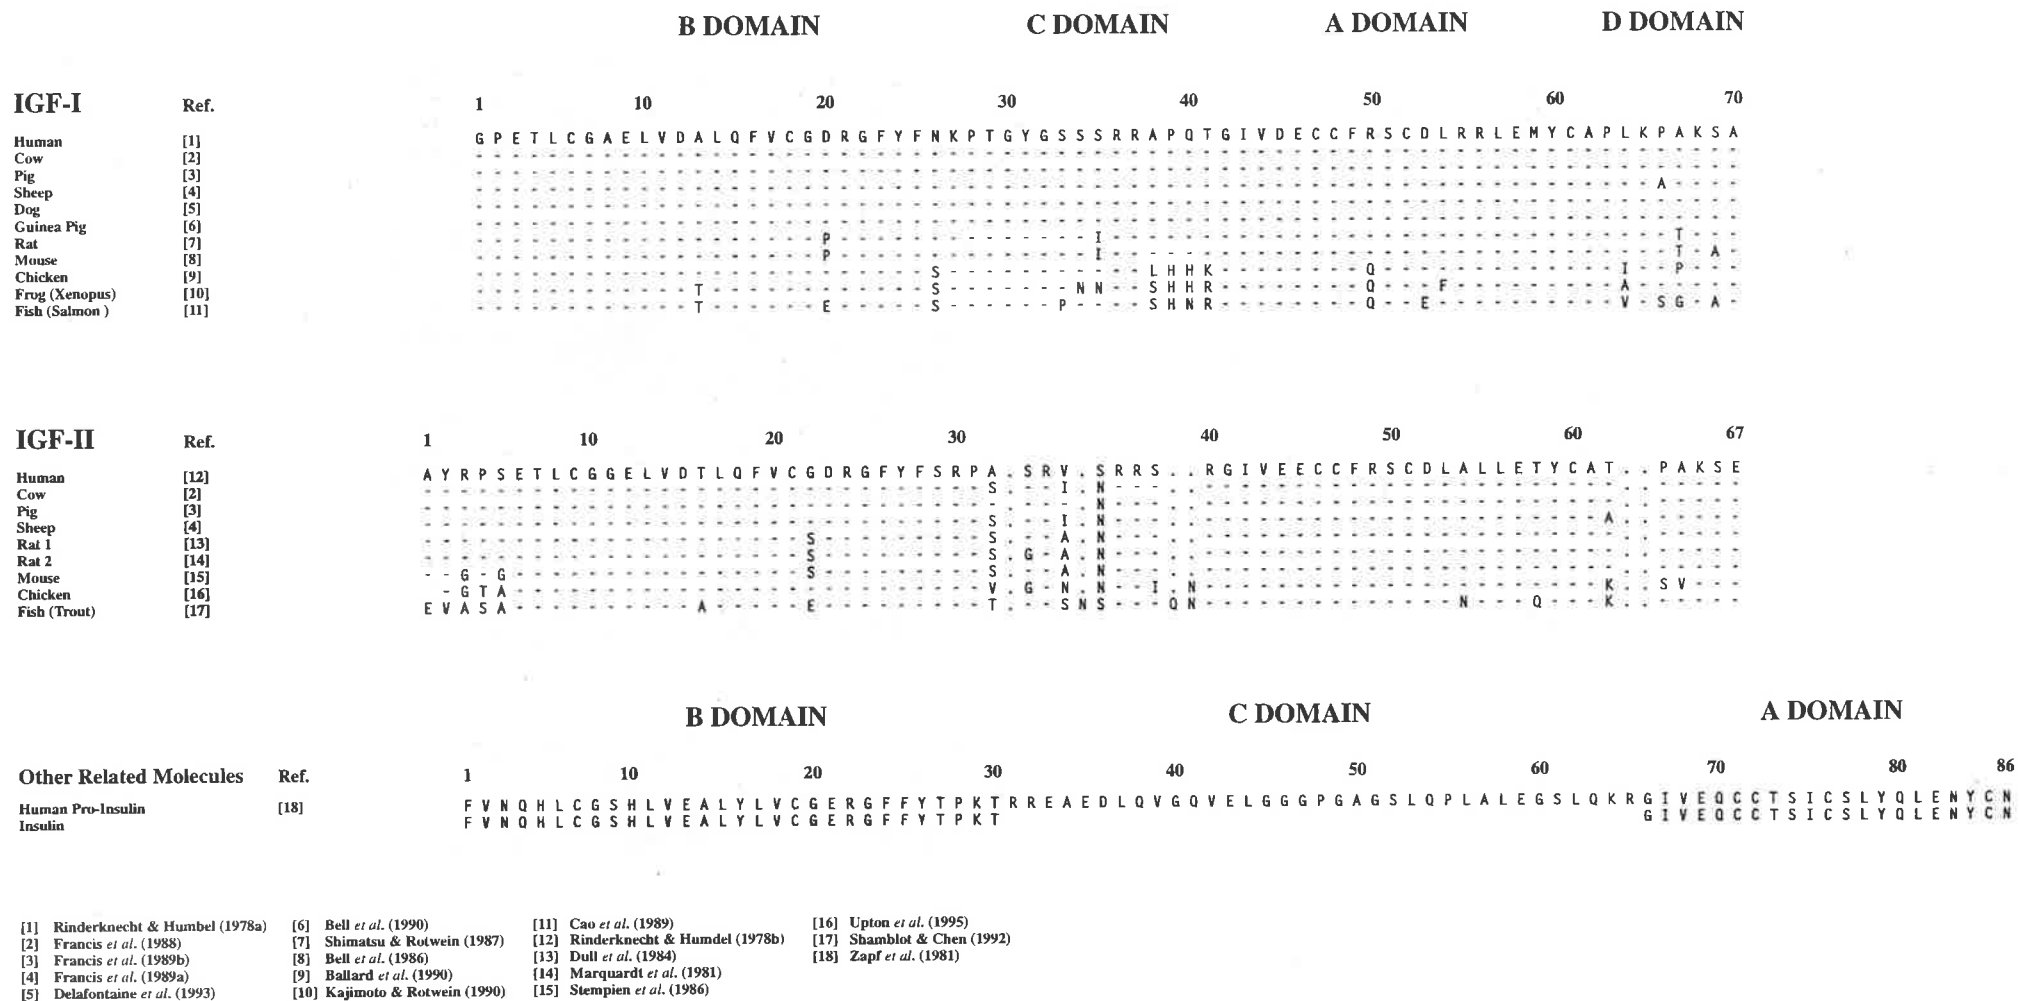 B DOMAIN C DOMAIN A DOMAIN D DOMAIN
IGF-I Ref. 1 10 20 30 40 50 60 70
Human [1] G P E T L C G A E L V D A L Q F V C G D R G F Y F N K P T G Y G S S S R R A P Q T G I V D E C C F R S C D L R R L E M Y C A P L K P A K S A
Cow [2] - - - - - - - - - - - - - - - - - - - - - - - - - - - - - - - - - - - - - - - - - - - - - - - - - - - - - - - - - - - - - - - - - - - - - -
Pig [3] - - - - - - - - - - - - - - - - - - - - - - - - - - - - - - - - - - - - - - - - - - - - - - - - - - - - - - - - - - - - - - - - - - - - - -
Sheep [4] - - - - - - - - - - - - - - - - - - - - - - - - - - - - - - - - - - - - - - - - - - - - - - - - - - - - - - - - - - - - - - - - - A - - - -
Dog [5] - - - - - - - - - - - - - - - - - - - - - - - - - - - - - - - - - - - - - - - - - - - - - - - - - - - - - - - - - - - - - - - - - - - - - -
Guinea Pig [6] - - - - - - - - - - - - - - - - - - - - - - - - - - - - - - - - - - - - - - - - - - - - - - - - - - - - - - - - - - - - - - - - - - - - - -
Rat [7] - - - - - - - - - - - - - - - - - - - P - - - - - - - - - - - - - - I - - - - - - - - - - - - - - - - - - - - - - - - - - - - - - - T - - -
Mouse [8] - - - - - - - - - - - - - - - - - - - P - - - - - - - - - - - - - - I - - - - - - - - - - - - - - - - - - - - - - - - - - - - - - - T - A -
Chicken [9] - - - - - - - - - - - - - - - - - - - - - - - - - S - - - - - - - - - - - L H H K - - - - - - - - Q - - - - - - - - - - - - - I - - P - - -
Frog (Xenopus) [10] - - - - - - - - - - - - T - - - - - - - - - - - - S - - - - - - - N N - - S H H R - - - - - - - - Q - - - F - - - - - - - - - A - - - - - -
Fish (Salmon ) [11] - - - - - - - - - - - - T - - - - - - E - - - - - S - - - - - - P - - - - S H N R - - - - - - - - Q - - E - - - - - - - - - - V - S G - A -
IGF-II Ref. 1 10 20 30 40 50 60 67
Human [12] A Y R P S E T L C G G E L V D T L Q F V C G D R G F Y F S R P A . S R V . S R R S . . R G I V E E C C F R S C D L A L L E T Y C A T . . P A K S E
Cow [2] - - - - - - - - - - - - - - - - - - - - - - - - - - - - - - - S . - - I . N - - - . . - - - - - - - - - - - - - - - - - - - - - - - . . - - - - -
Pig [3] - - - - - - - - - - - - - - - - - - - - - - - - - - - - - - - - . - - - . N - - - . . - - - - - - - - - - - - - - - - - - - - - - - . . - - - - -
Sheep [4] - - - - - - - - - - - - - - - - - - - - - - - - - - - - - - - S . - - I . N - - - . . - - - - - - - - - - - - - - - - - - - - - - A . . - - - - -
Rat 1 [13] - - - - - - - - - - - - - - - - - - - - - S - - - - - - - - - S . - - A . N - - - . . - - - - - - - - - - - - - - - - - - - - - - - . . - - - - -
Rat 2 [14] - - - - - - - - - - - - - - - - - - - - - S - - - - - - - - - S . G - A . N - - - . . - - - - - - - - - - - - - - - - - - - - - - - . . - - - - -
Mouse [15] - - G - G - - - - - - - - - - - - - - - - S - - - - - - - - - S . - - A . N - - - . . - - - - - - - - - - - - - - - - - - - - - - - . . - - - - -
Chicken [16] - G T A - - - - - - - - - - - - - - - - - - - - - - - - - - V . G - N . N - - I . N - - - - - - - - - - - - - - - - - - - - - - K . . S V - - -
Fish (Trout) [17] E V A S A - - - - - - - - - - A - - - - - E - - - - - - - - - T . - - S N S - - - Q N - - - - - - - - - - - - - - N - - - Q - - - K . . - - - - -
B DOMAIN C DOMAIN A DOMAIN
Other Related Molecules Ref. 1 10 20 30 40 50 60 70 80 86
Human Pro-Insulin [18] F V N Q H L C G S H L V E A L Y L V C G E R G F F Y T P K T R R E A E D L Q V G Q V E L G G G P G A G S L Q P L A L E G S L Q K R G I V E Q C C T S I C S L Y Q L E N Y C N
Insulin F V N Q H L C G S H L V E A L Y L V C G E R G F F Y T P K T G I V E Q C C T S I C S L Y Q L E N Y C N
[1] Rinderknecht & Humbel (1978a) [6] Bell et al. (1990) [11] Cao et al. (1989) [16] Upton et al. (1995)
[2] Francis et al. (1988) [7] Shimatsu & Rotwein (1987) [12] Rinderknecht & Humdel (1978b) [17] Shamblot & Chen (1992)
[3] Francis et al. (1989b) [8] Bell et al. (1986) [13] Dull et al. (1984) [18] Zapf et al. (1981)
[4] Francis et al. (1989a) [9] Ballard et al. (1990) [14] Marquardt et al. (1981)
[5] Delafontaine et al. (1993) [10] Kajimoto & Rotwein (1990) [15] Stempien et al. (1986)